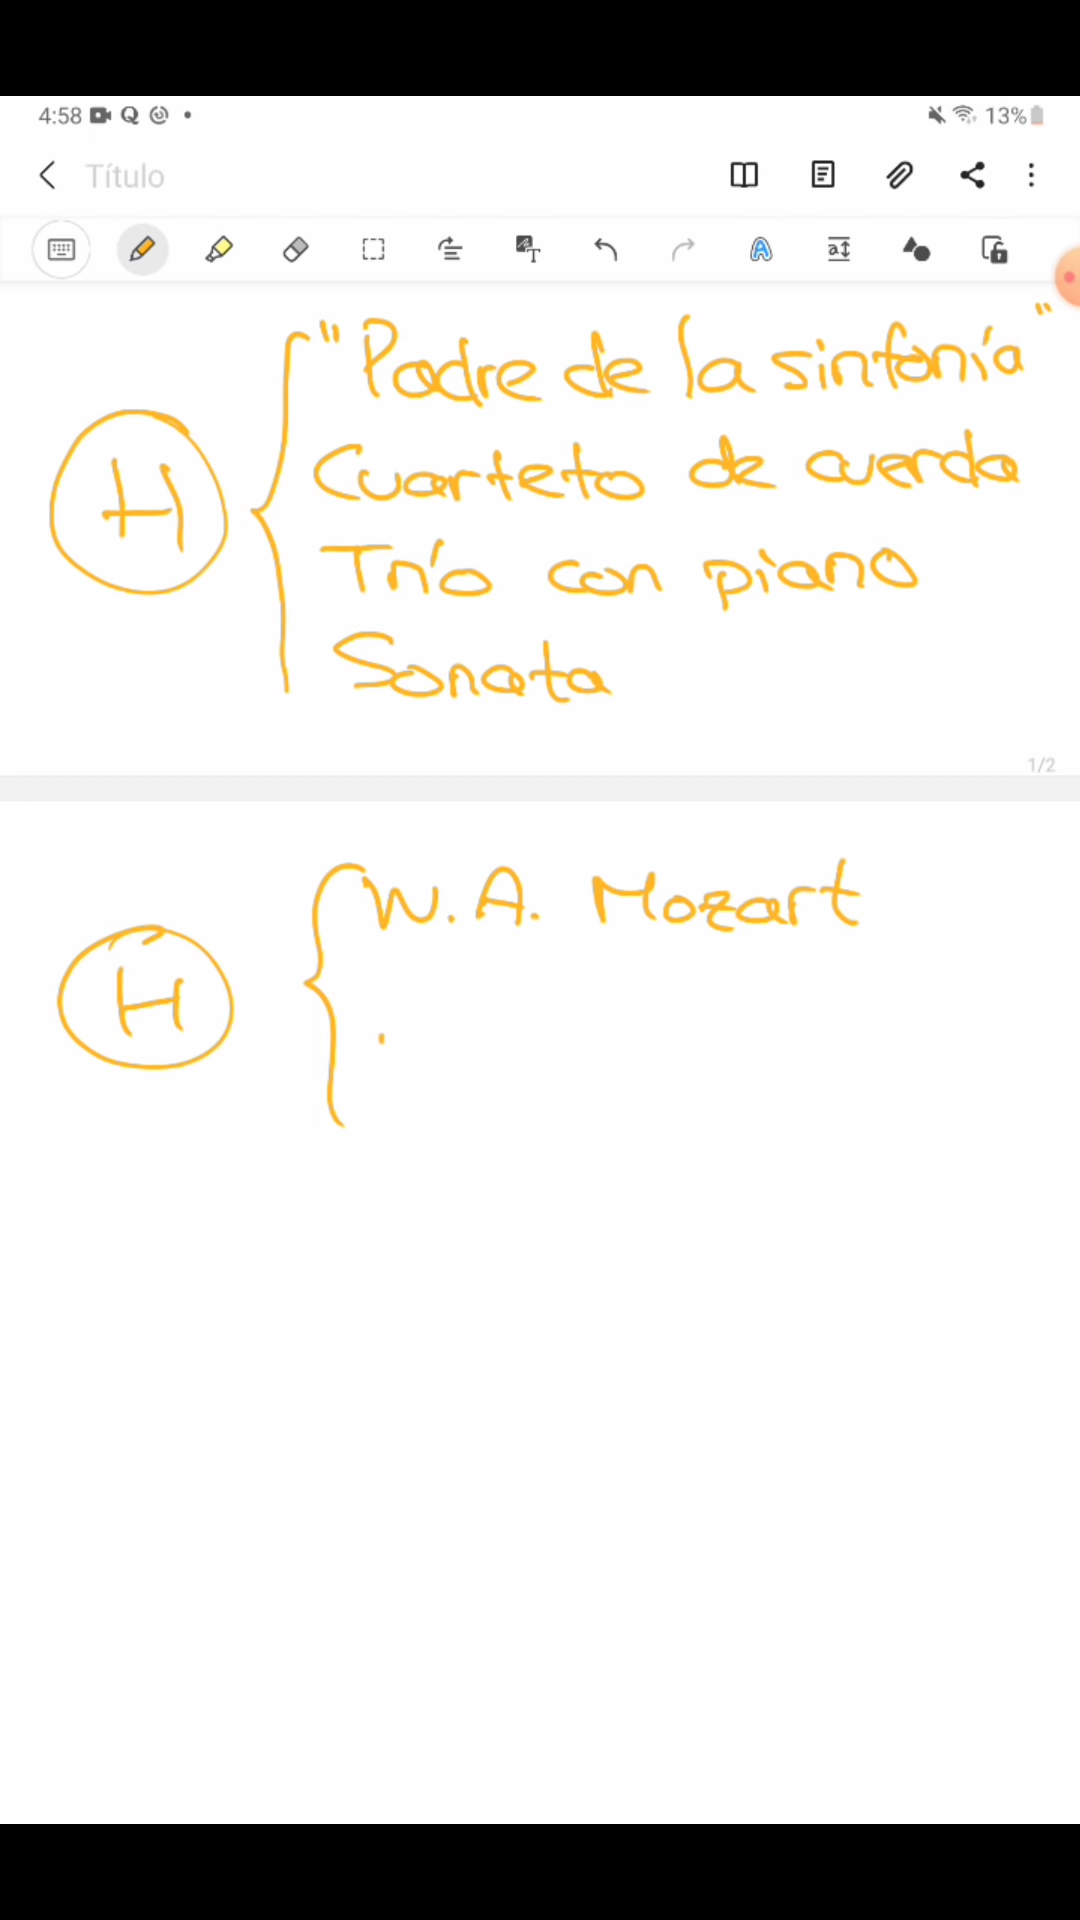 4:58
13%
Título
"Padre de la sinfonía"
Cuarteto de cuerda
H
Trío con piano
Sonata
1/2
W. A. Mozart
H